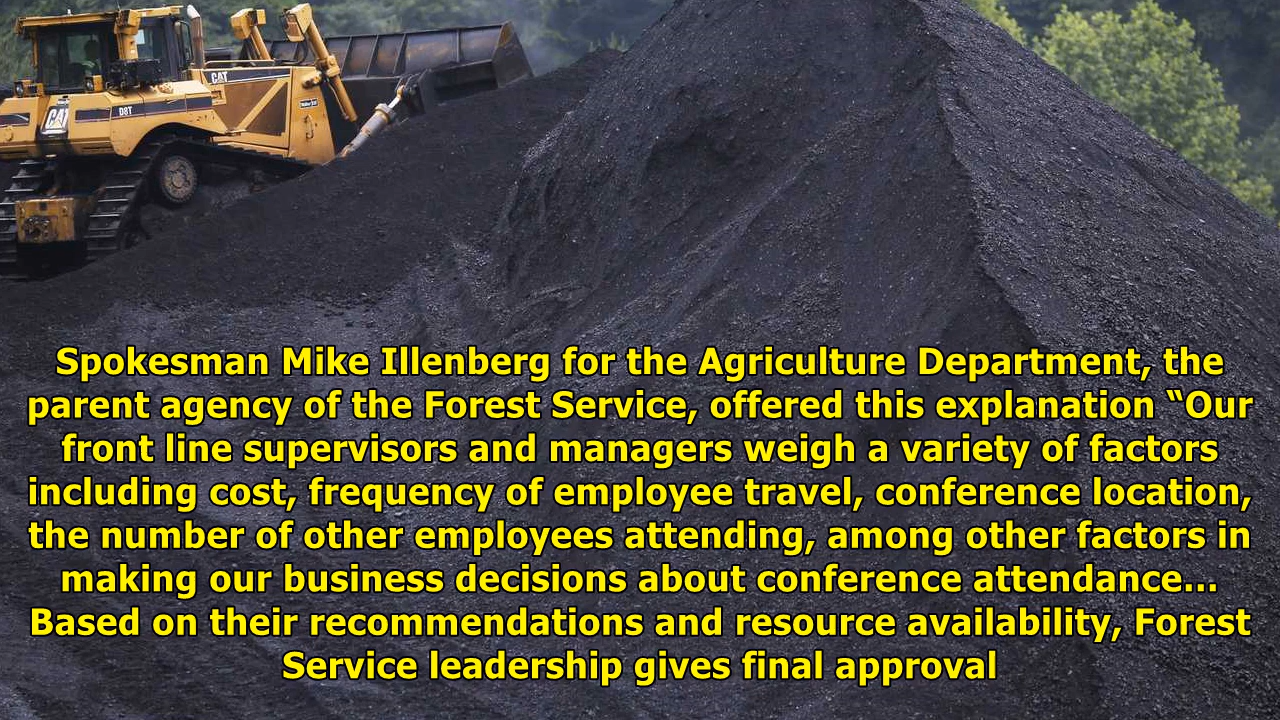 CAT
CAT
D8T
Spokesman Mike Illenberg for the Agriculture Department, the
parent agency of the Forest Service, offered this explanation “Our
front line supervisors and managers weigh a variety of factors
including cost, frequency of employee travel, conference location,
the number of other employees attending, among other factors in
making our business decisions about conference attendance...
Based on their recommendations and resource availability, Forest
Service leadership gives final approval